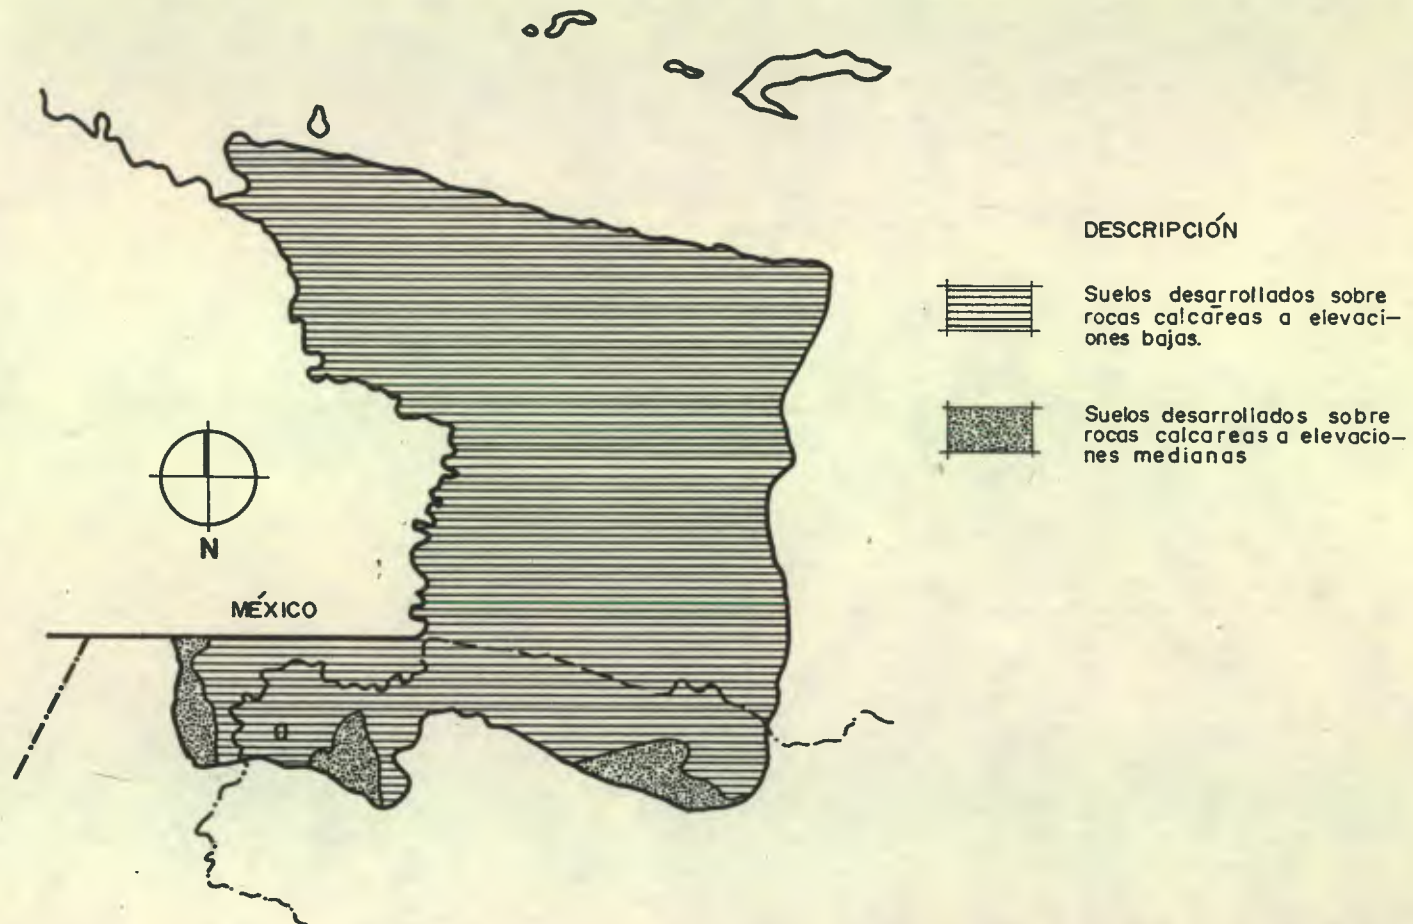 DESCRIPCIÓN
Suelos desarrollados sobre
rocas calcareas a elevaci-
ones bajas.
Suelos desarrollados sobre
rocas calcareas a elevacio-
nes medianas
N
MÉXICO
a